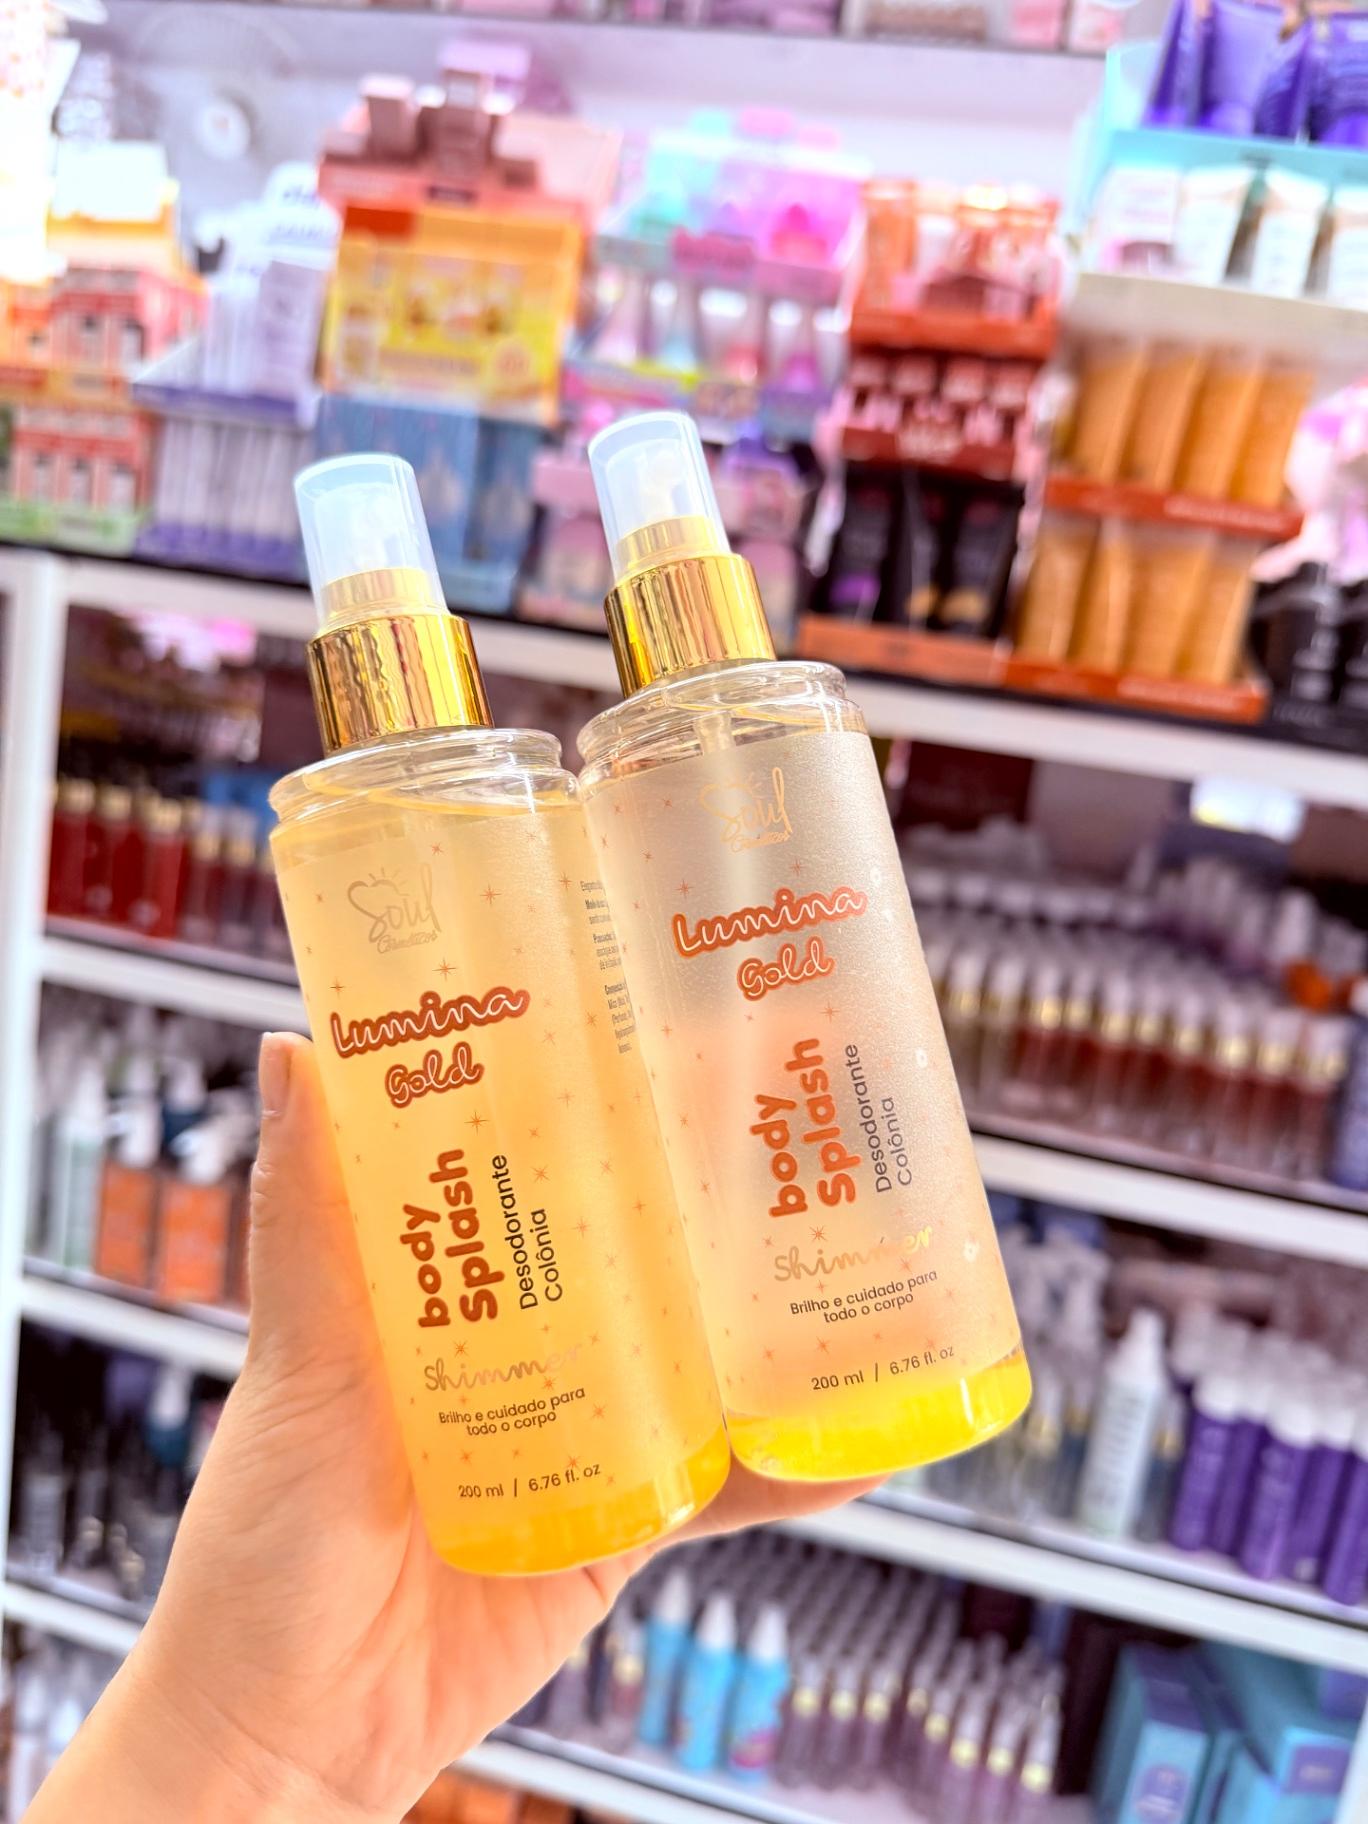 Soul
Cosméticos
Lumina
Gold
body
Splash
Desodorante
Colônia
Shimmer
Brilho e cuidado para
todo o corpo
200 ml / 6.76 fl. oz
Soul
Cosméticos
Lumina
Gold
body
Splash
Desodorante
Colônia
Shimmer
Brilho e cuidado para
todo o corpo
200 ml / 6.76 fl. oz